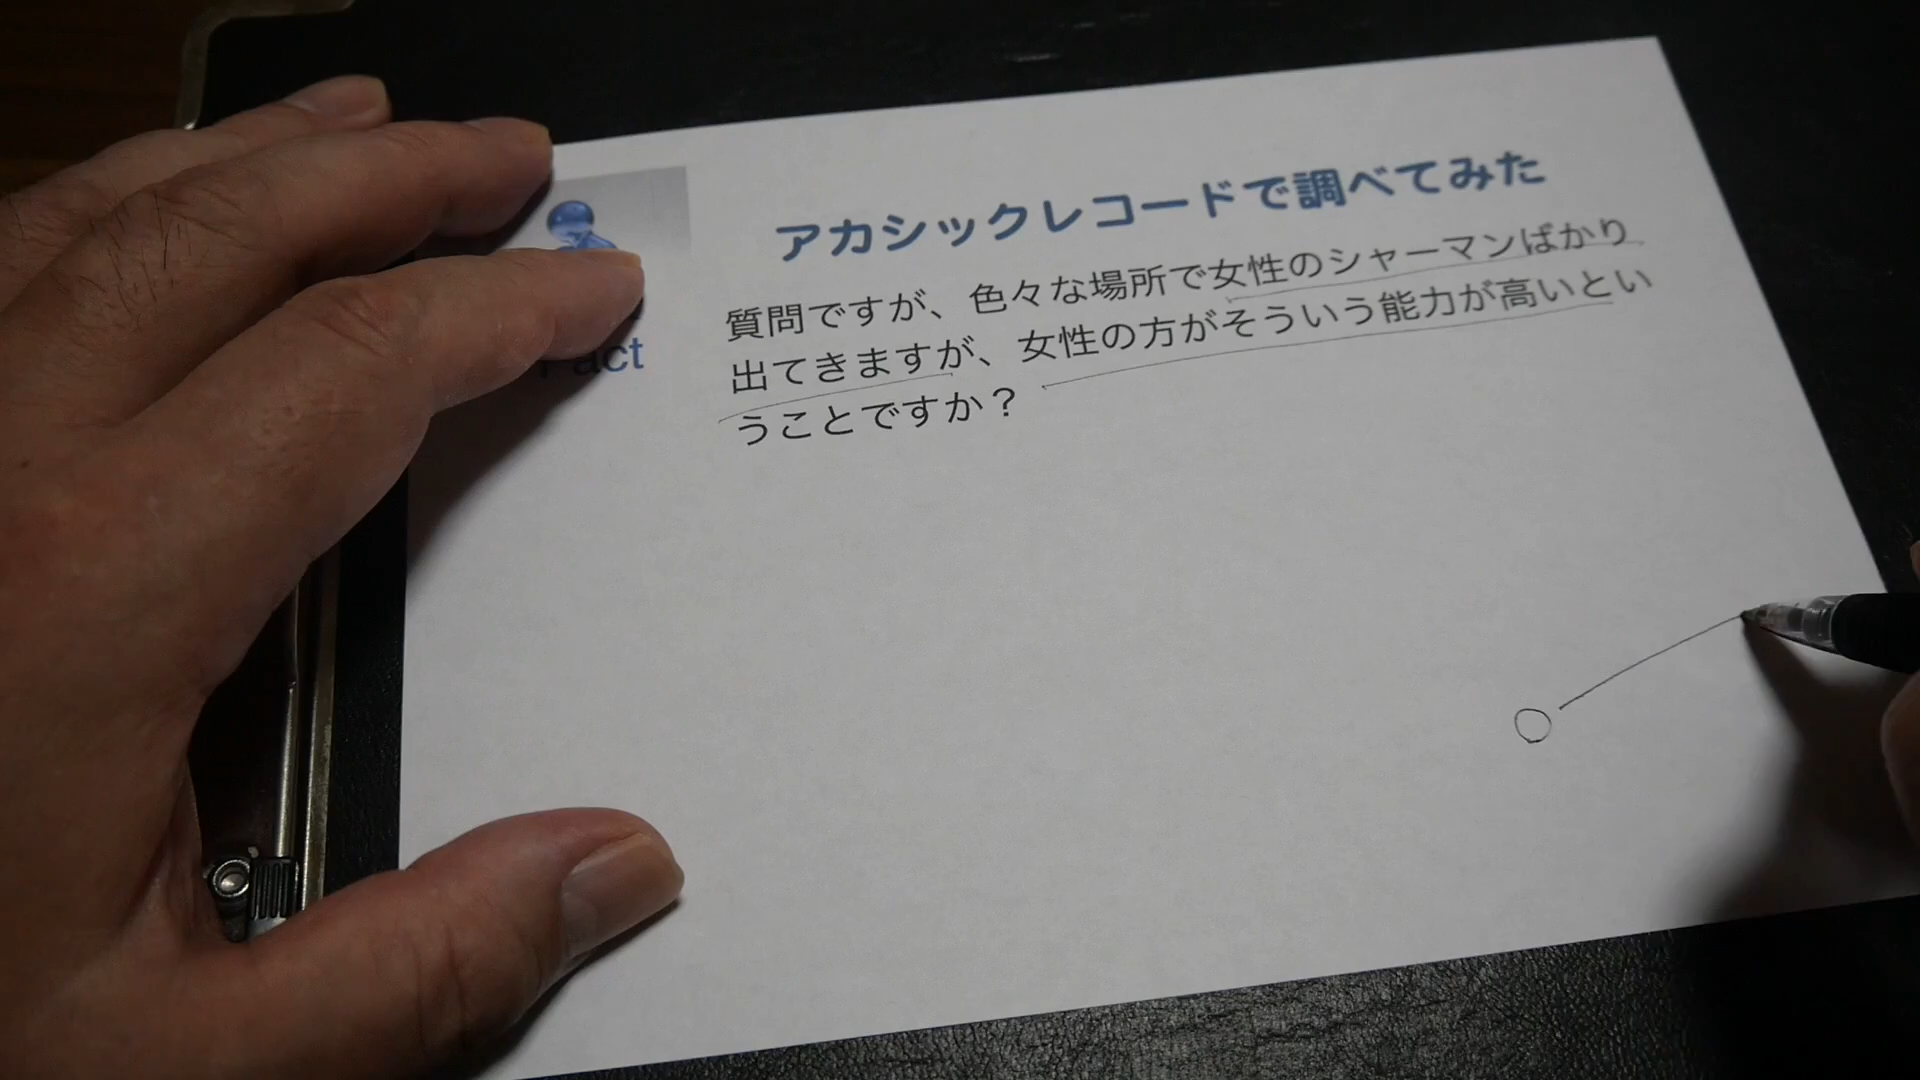 アカシックレコードで調べてみた
質問ですが、色々な場所で女性のシャーマンばかり
出てきますが、女性の方がそういう能力が高いとい
うことですか？